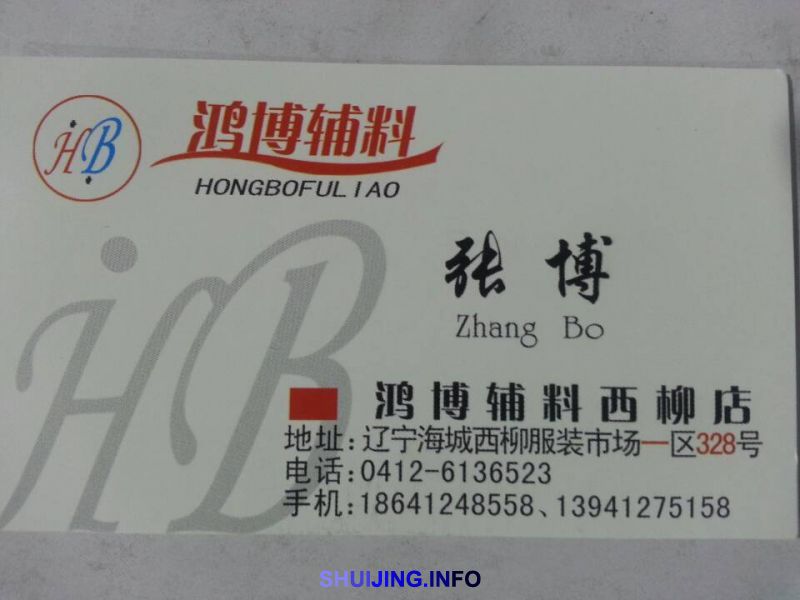 HB
鸿博辅料
HONGBOFULIAO
HB
张博
Zhang Bo
鸿博辅料西柳店
地址:辽宁海城西柳服装市场一区328号
电话:0412-6136523
手机:18641248558、13941275158
SHUIJING.INFO